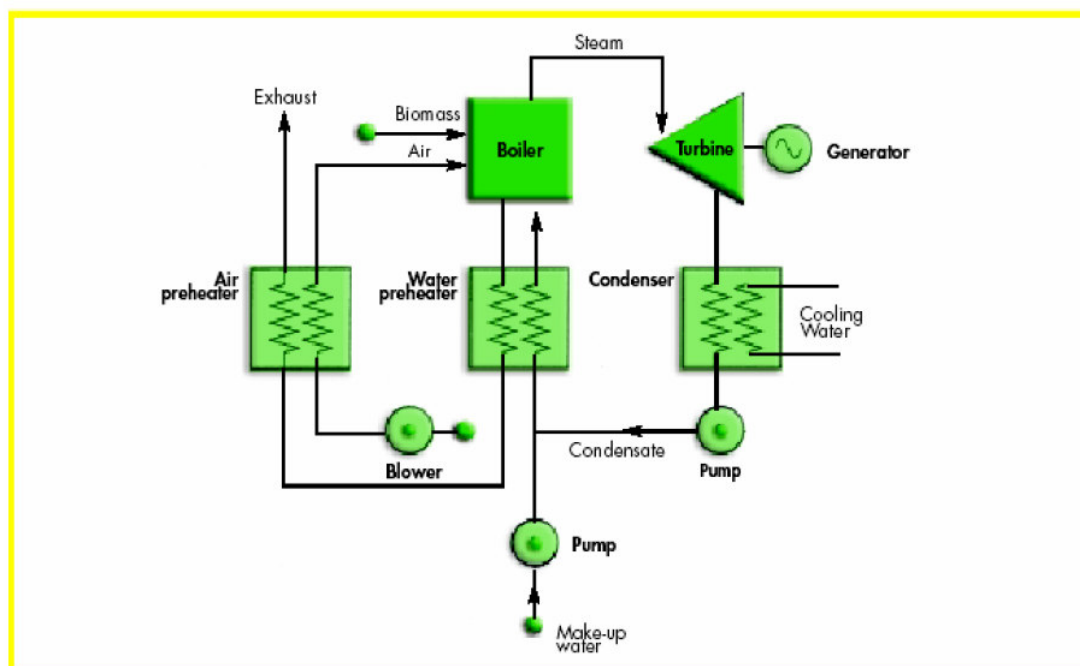 Steam
Exhaust
Biomass
Air
Boiler
Turbine
Generator
Air
preheater
Water
preheater
Condenser
Cooling
Water
Blower
Condensate
Pump
Pump
Make-up
water